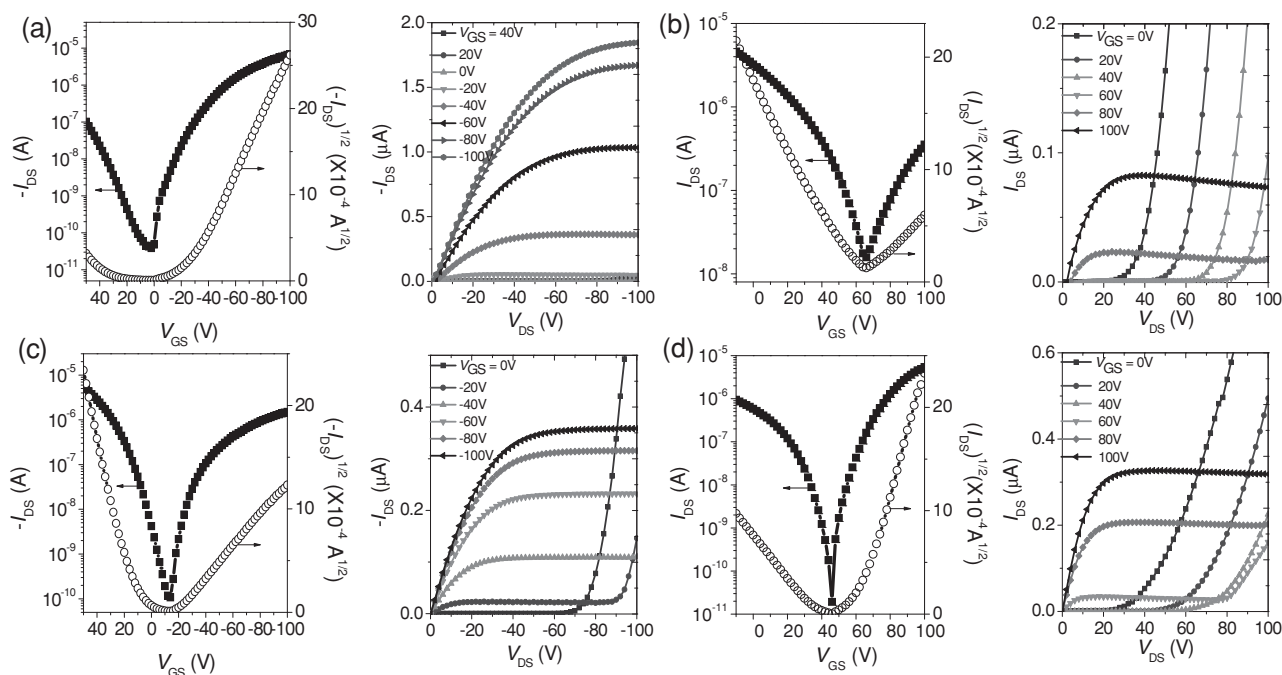 (a)
10⁻⁵
10⁻⁶
10⁻⁷
10⁻⁸
10⁻⁹
10⁻¹⁰
10⁻¹¹
-I_DS (A)
40 20 0 -20 -40 -60 -80 -100
V_GS (V)
30
20
10
0
(-I_DS)^1/2 (X10⁻⁴ A^1/2)
2.0
1.5
1.0
0.5
0.0
-I_DS (μA)
V_GS = 40V
20V
0V
-20V
-40V
-60V
-80V
-100V
0 -20 -40 -60 -80 -100
V_DS (V)
(b)
10⁻⁵
10⁻⁶
10⁻⁷
10⁻⁸
I_DS (A)
0 20 40 60 80 100
V_GS (V)
20
10
0
(I_DS)^1/2 (X10⁻⁴ A^1/2)
0.2
0.1
0.0
I_DS (μA)
V_GS = 0V
20V
40V
60V
80V
100V
0 20 40 60 80 100
V_DS (V)
(c)
10⁻⁵
10⁻⁶
10⁻⁷
10⁻⁸
10⁻⁹
10⁻¹⁰
-I_DS (A)
40 20 0 -20 -40 -60 -80 -100
V_GS (V)
20
10
0
(-I_DS)^1/2 (X10⁻⁴ A^1/2)
0.4
0.2
0.0
-I_DS (μA)
V_GS = 0V
-20V
-40V
-60V
-80V
-100V
0 -20 -40 -60 -80 -100
V_DS (V)
(d)
10⁻⁵
10⁻⁶
10⁻⁷
10⁻⁸
10⁻⁹
10⁻¹⁰
10⁻¹¹
I_DS (A)
0 20 40 60 80 100
V_GS (V)
20
10
0
(I_DS)^1/2 (X10⁻⁴ A^1/2)
0.6
0.4
0.2
0.0
I_DS (μA)
V_GS = 0V
20V
40V
60V
80V
100V
0 20 40 60 80 100
V_DS (V)